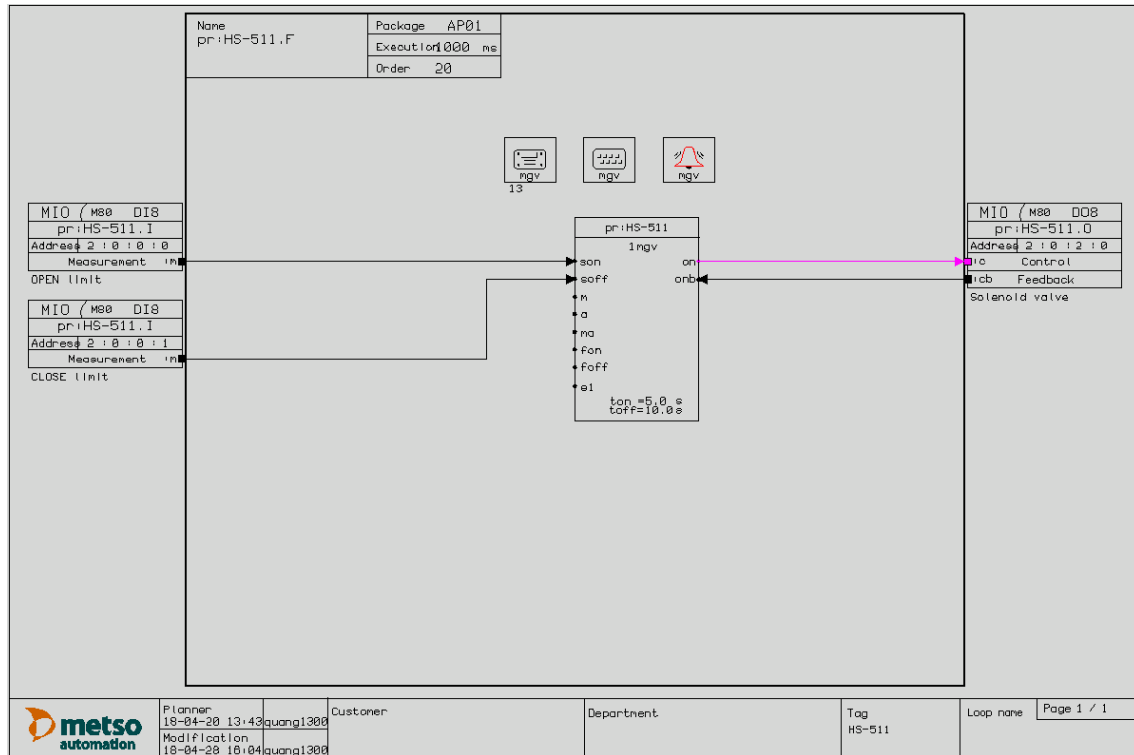 Name
pr:HS-511.F
Package AP01
Execution 1000 ms
Order 20
mgv
13
mgv
mgv
MIO / M80 DI8
pr:HS-511.I
Address 2 : 0 : 0 : 0
Measurement :m
OPEN limit
MIO / M80 DI8
pr:HS-511.I
Address 2 : 0 : 0 : 1
Measurement :m
CLOSE limit
pr:HS-511
1mgv
son on
soff onb
m
a
ma
fon
foff
e1
ton =5.0 s
toff=10.0s
MIO / M80 DO8
pr:HS-511.O
Address 2 : 0 : 2 : 0
:c Control
:cb Feedback
Solenoid valve
metso
automation
Planner
18-04-20 13:43 quang1300
Modification
18-04-28 16:04 quang1300
Customer
Department
Tag
HS-511
Loop name
Page 1 / 1